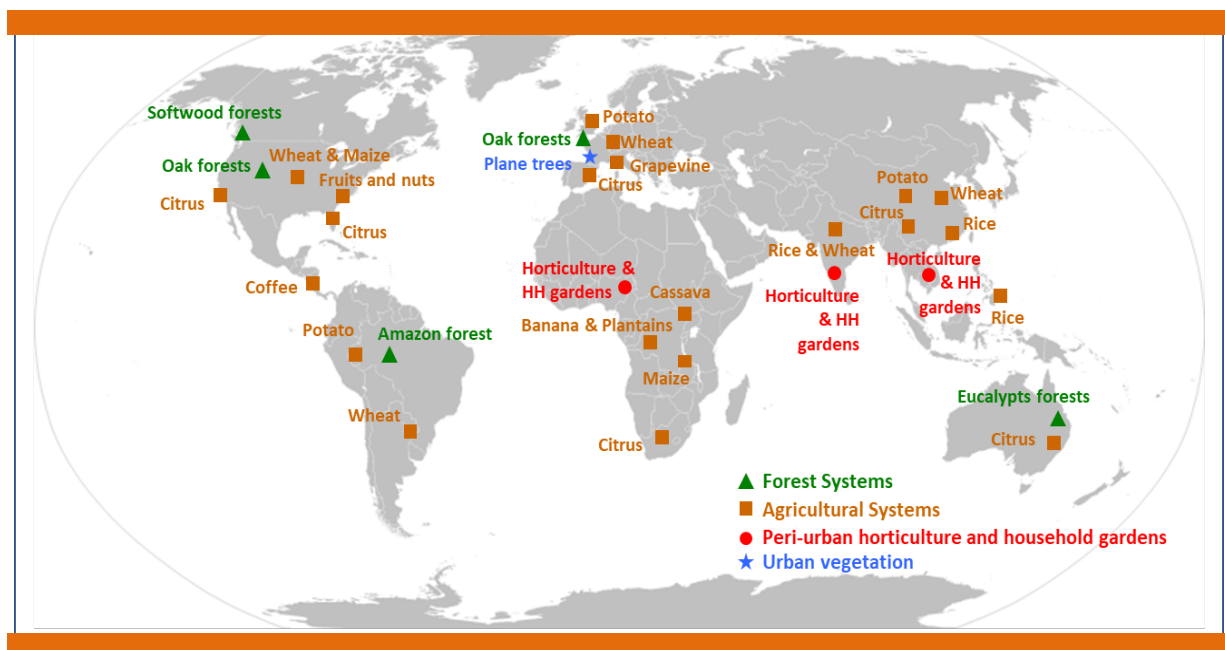 Softwood forests
Oak forests
Wheat & Maize
Fruits and nuts
Citrus
Citrus
Coffee
Potato
Amazon forest
Wheat
Potato
Oak forests
Wheat
Plane trees
Grapevine
Citrus
Horticulture &
HH gardens
Cassava
Banana & Plantains
Maize
Citrus
Potato
Wheat
Citrus
Rice
Rice & Wheat
Horticulture
& HH
gardens
Horticulture
& HH
gardens
Rice
Eucalypts forests
Citrus
Forest Systems
Agricultural Systems
Peri-urban horticulture and household gardens
Urban vegetation